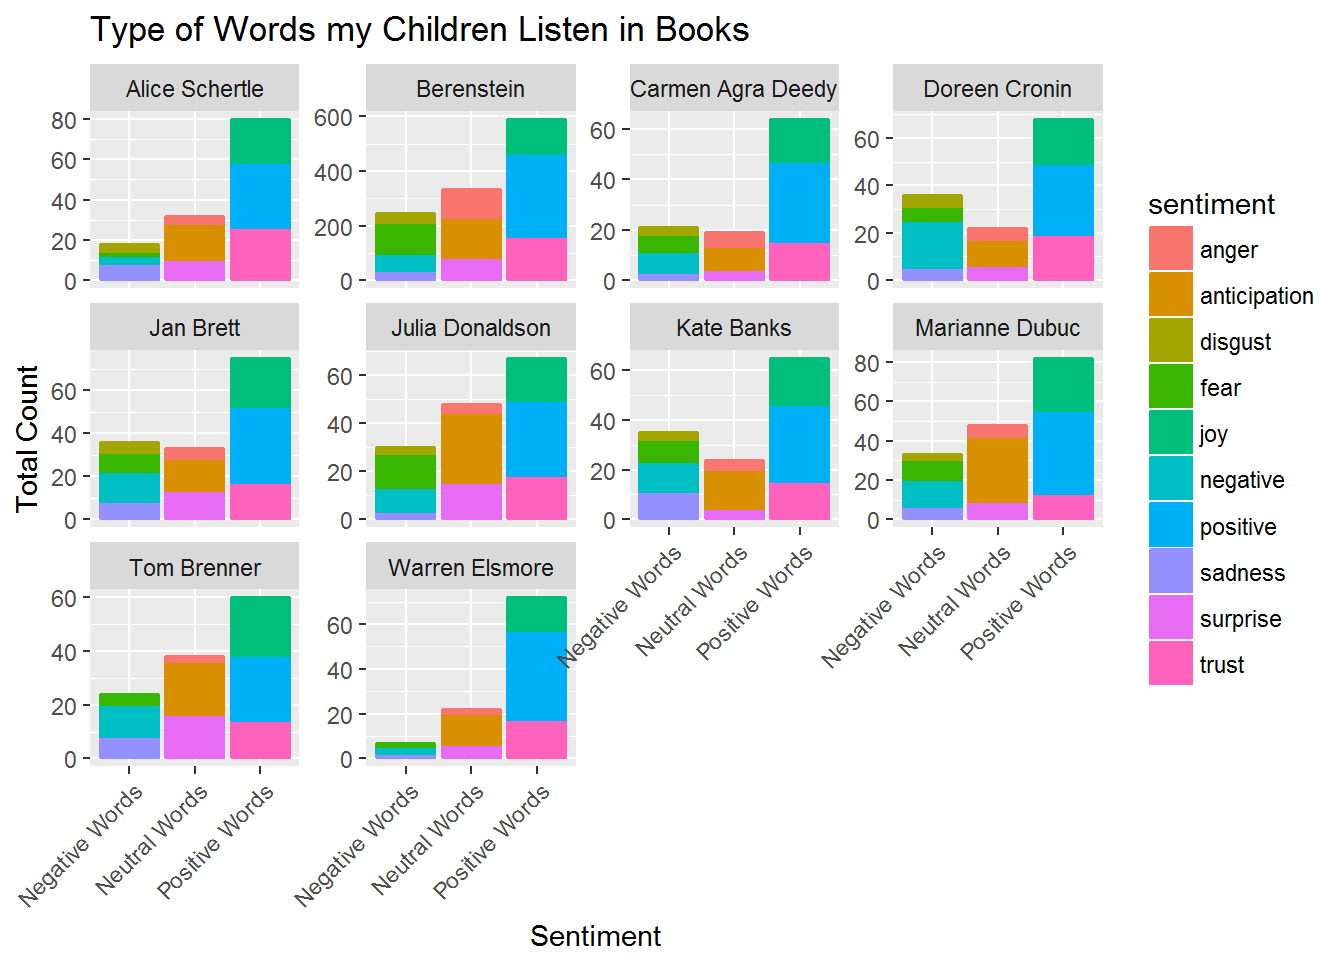 Type of Words my Children Listen in Books
Alice Schertle
Berenstein
Carmen Agra Deedy
Doreen Cronin
80
60
40
20
0
600
400
200
0
60
40
20
0
60
40
20
0
Jan Brett
Julia Donaldson
Kate Banks
Marianne Dubuc
60
40
20
0
60
40
20
0
60
40
20
0
80
60
40
20
0
Negative Words
Neutral Words
Positive Words
Negative Words
Neutral Words
Positive Words
Tom Brenner
Warren Elsmore
60
40
20
0
60
40
20
0
Negative Words
Neutral Words
Positive Words
Negative Words
Neutral Words
Positive Words
Total Count
Sentiment
sentiment
anger
anticipation
disgust
fear
joy
negative
positive
sadness
surprise
trust